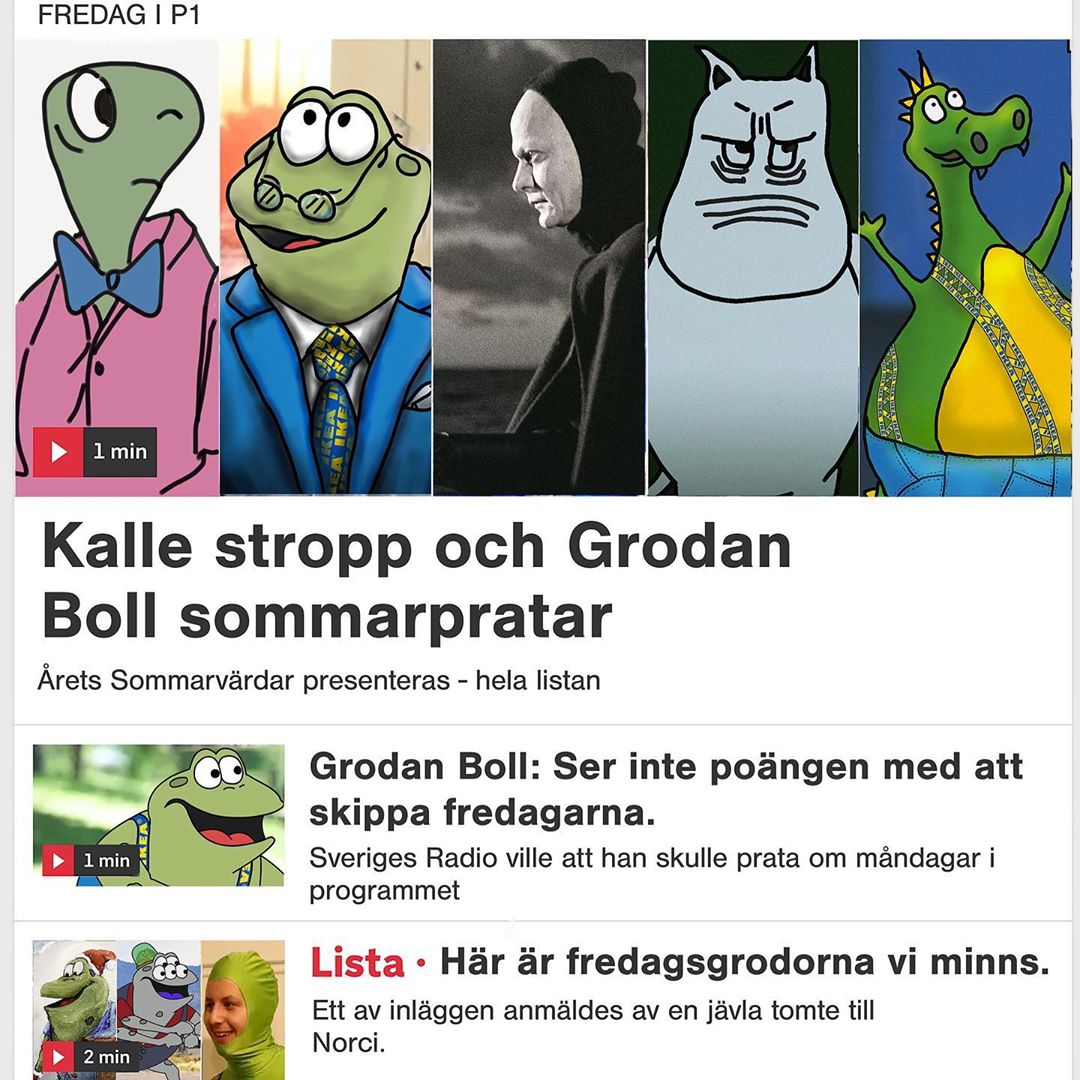 FREDAG I P1
1 min
Kalle stropp och Grodan
Boll sommarpratar
Årets Sommarvärdar presenteras - hela listan
Grodan Boll: Ser inte poängen med att
skippa fredagarna.
1 min
Sveriges Radio ville att han skulle prata om måndagar i
programmet
Lista • Här är fredagsgrodorna vi minns.
Ett av inläggen anmäldes av en jävla tomte till
Norci.
2 min